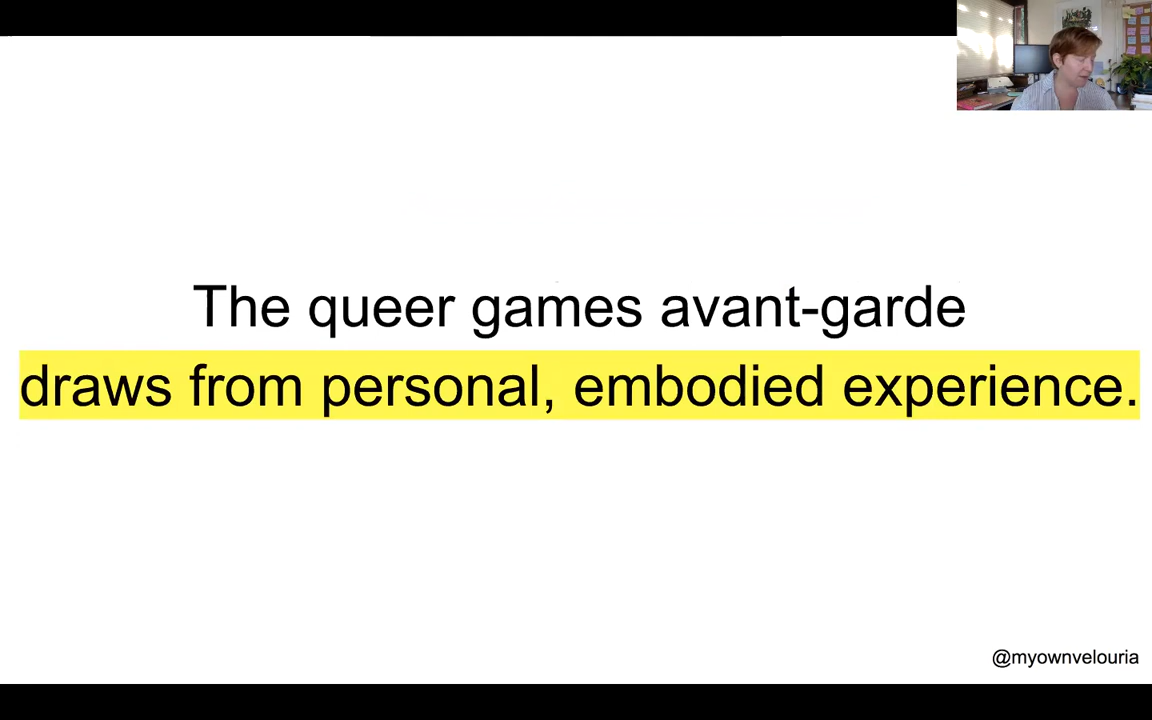 The queer games avant-garde
draws from personal, embodied experience.
@myownvelouria